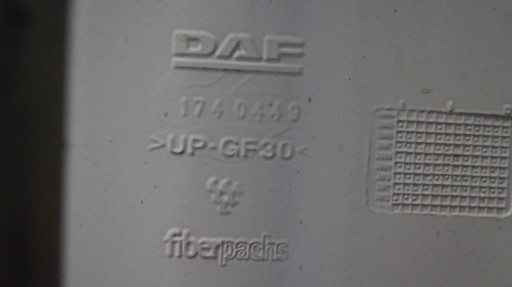 DAF
1740449
>UP-GF30<
fiberpachs